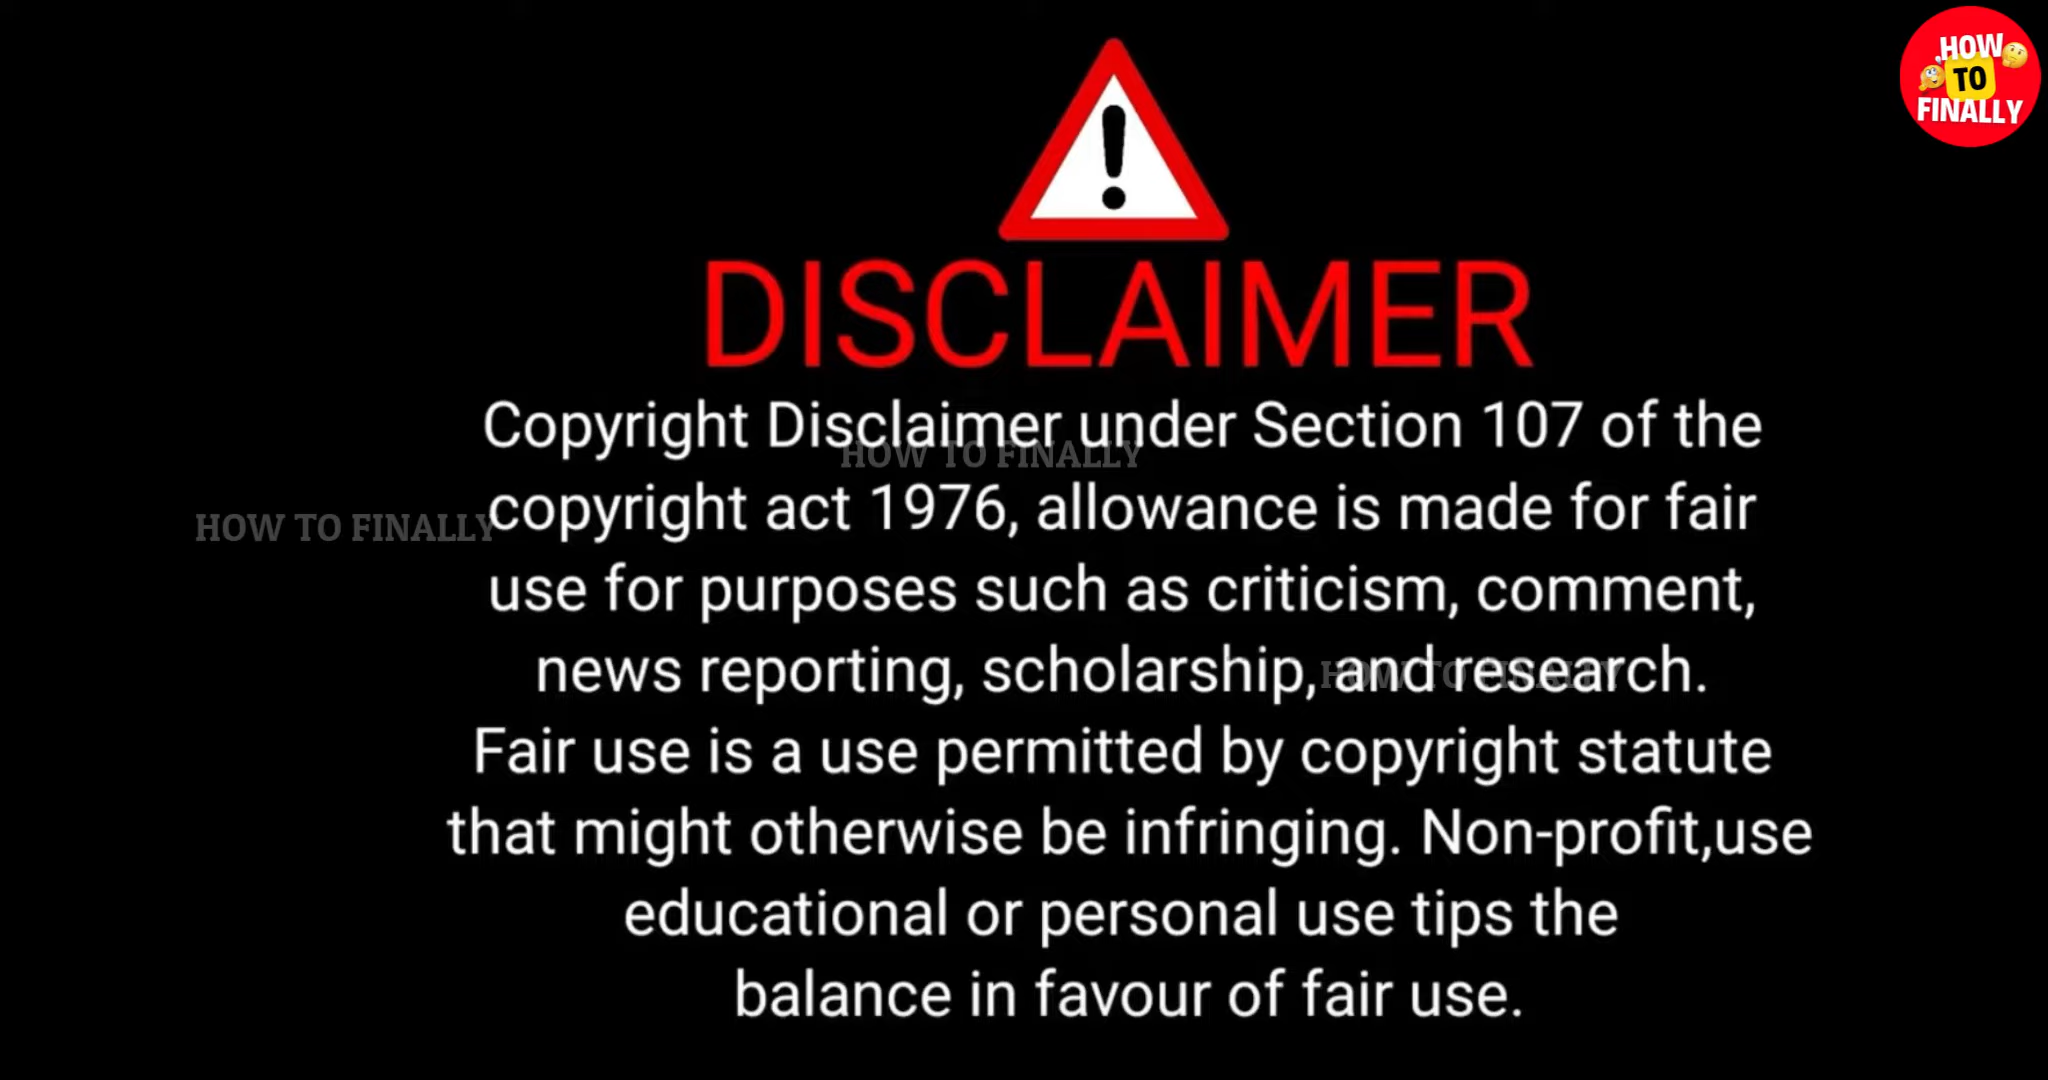 HOW
TO
FINALLY
DISCLAIMER
Copyright Disclaimer under Section 107 of the
HOW TO FINALLY
copyright act 1976, allowance is made for fair
HOW TO FINALLY
use for purposes such as criticism, comment,
news reporting, scholarship, and research.
HOW TO FINALLY
Fair use is a use permitted by copyright statute
that might otherwise be infringing. Non-profit,use
educational or personal use tips the
balance in favour of fair use.